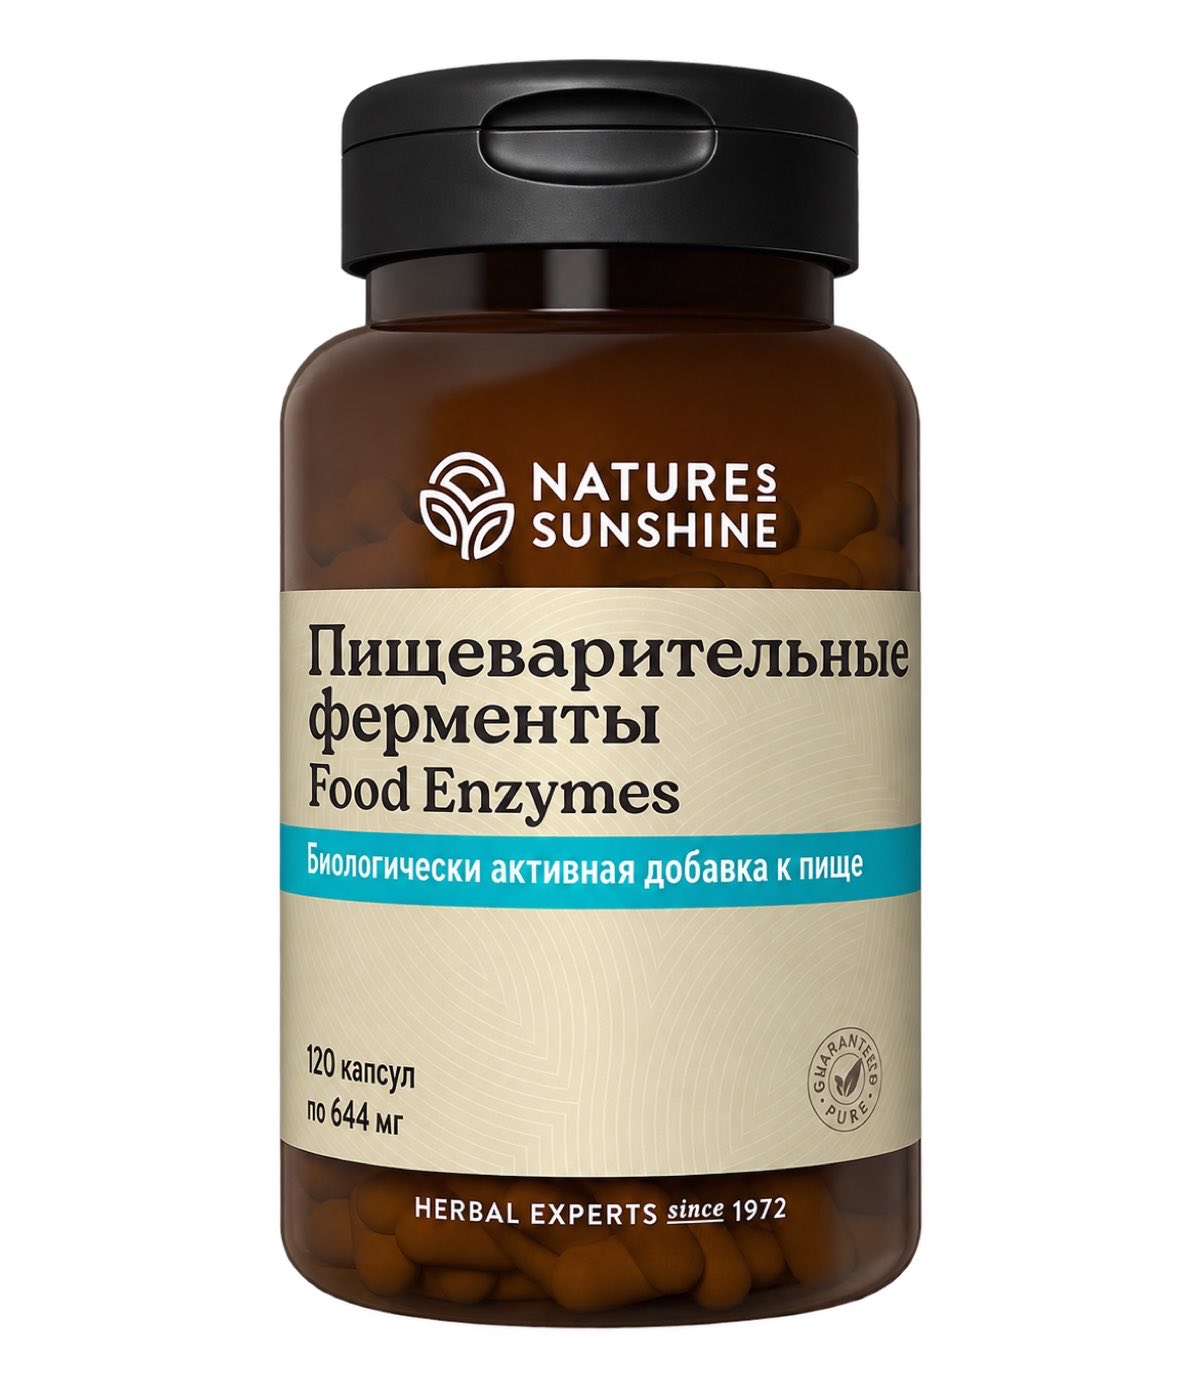 NATURES
SUNSHINE
Пищеварительные
ферменты
Food Enzymes
Биологически активная добавка к пище
120 капсул
по 644 мг
PURE
HERBAL EXPERTS since 1972